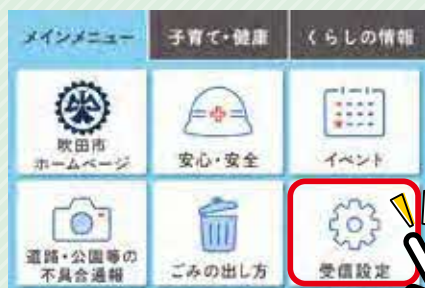 メインメニュー
子育て・健康
くらしの情報
吹田市
ホームページ
安心・安全
イベント
道路・公園等の
不具合通報
ごみの出し方
受信設定